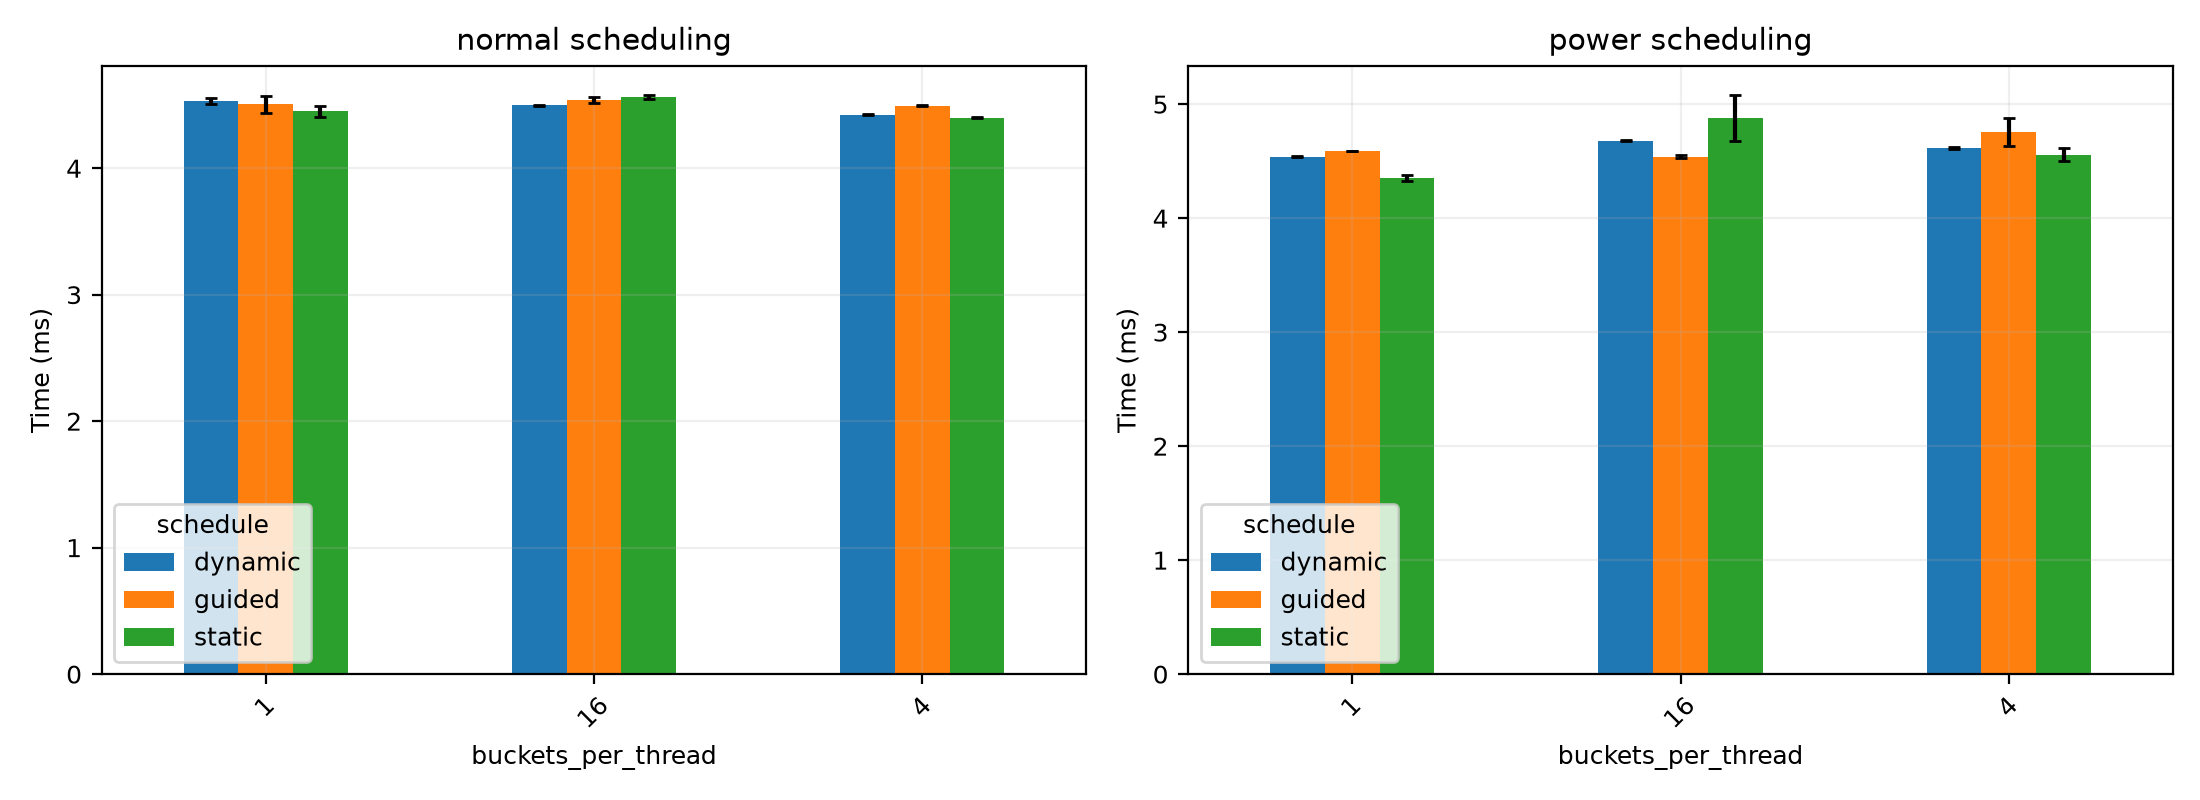 normal scheduling
Time (ms)
4
3
2
1
0
schedule
dynamic
guided
static
1
16
4
buckets_per_thread
power scheduling
Time (ms)
5
4
3
2
1
0
schedule
dynamic
guided
static
1
16
4
buckets_per_thread